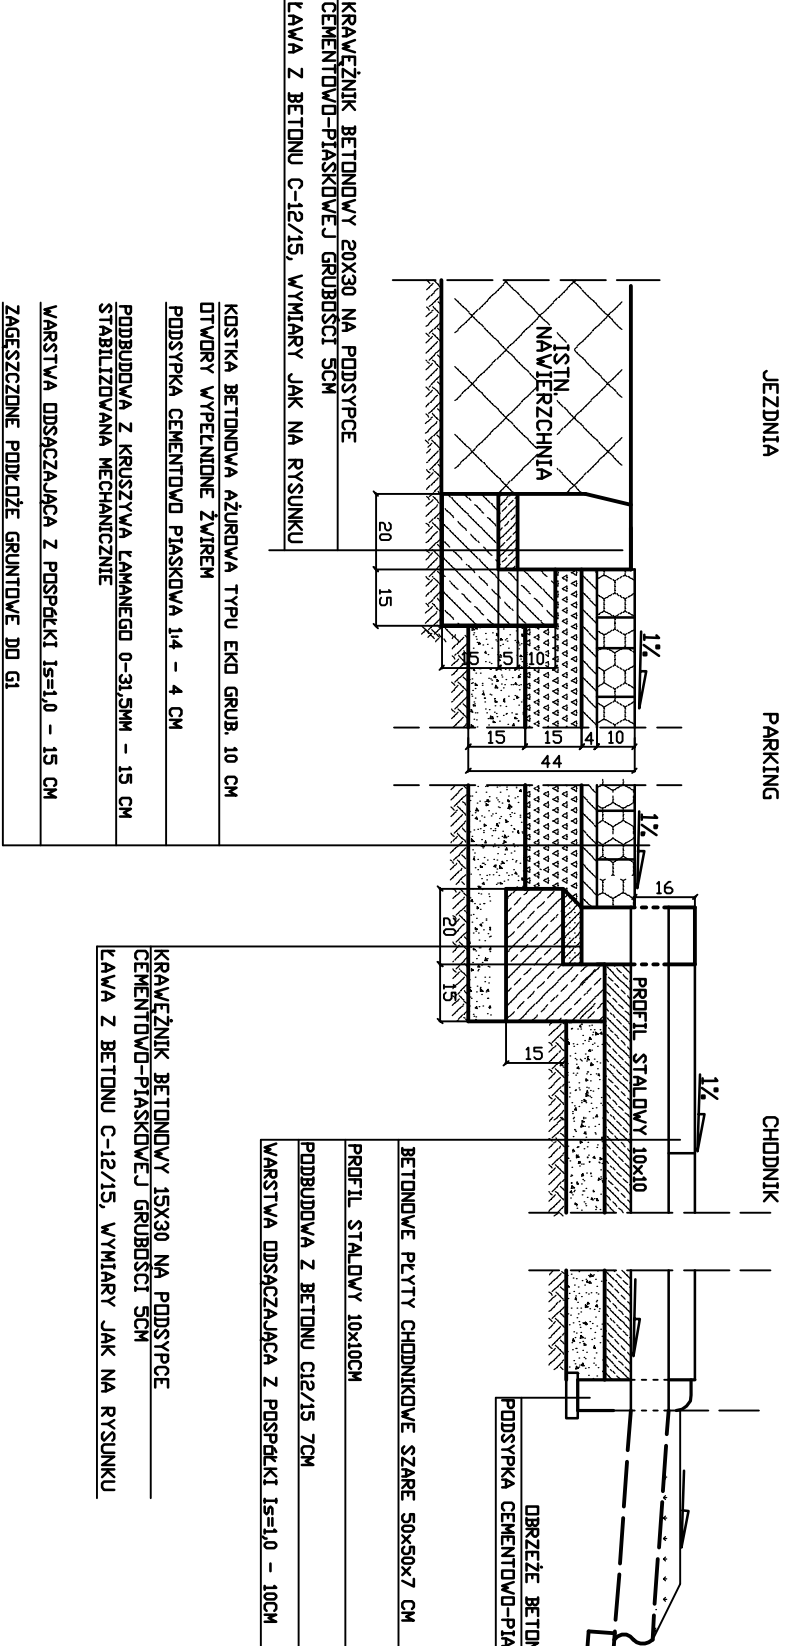 JEZDNIA
PARKING
CHODNIK
ISTN.
NAWIERZCHNIA
1%
1%
1%
16
20
15
15
5
10
15
15
4
10
44
20
15
15
PROFIL STALOWY 10x10
KRAWĘŻNIK BETONOWY 20X30 NA PODSYPCE
CEMENTOWO-PIASKOWEJ GRUBOŚCI 5CM
ŁAWA Z BETONU C-12/15, WYMIARY JAK NA RYSUNKU
KOSTKA BETONOWA AŻUROWA TYPU EKO GRUB. 10 CM
OTWORY WYPEŁNIONE ŻWIREM
PODSYPKA CEMENTOWO PIASKOWA 1:4 - 4 CM
PODBUDOWA Z KRUSZYWA ŁAMANEGO 0-31,5MM - 15 CM
STABILIZOWANA MECHANICZNIE
WARSTWA ODSĄCZAJĄCA Z POSPÓŁKI Is=1,0 - 15 CM
ZAGĘSZCZONE PODŁOŻE GRUNTOWE DO G1
KRAWĘŻNIK BETONOWY 15X30 NA PODSYPCE
CEMENTOWO-PIASKOWEJ GRUBOŚCI 5CM
ŁAWA Z BETONU C-12/15, WYMIARY JAK NA RYSUNKU
BETONOWE PŁYTY CHODNIKOWE SZARE 50x50x7 CM
PROFIL STALOWY 10x10CM
PODBUDOWA Z BETONU C12/15 7CM
WARSTWA ODSĄCZAJĄCA Z POSPÓŁKI Is=1,0 - 10CM
OBRZEŻE BETON
PODSYPKA CEMENTOWO-PIA